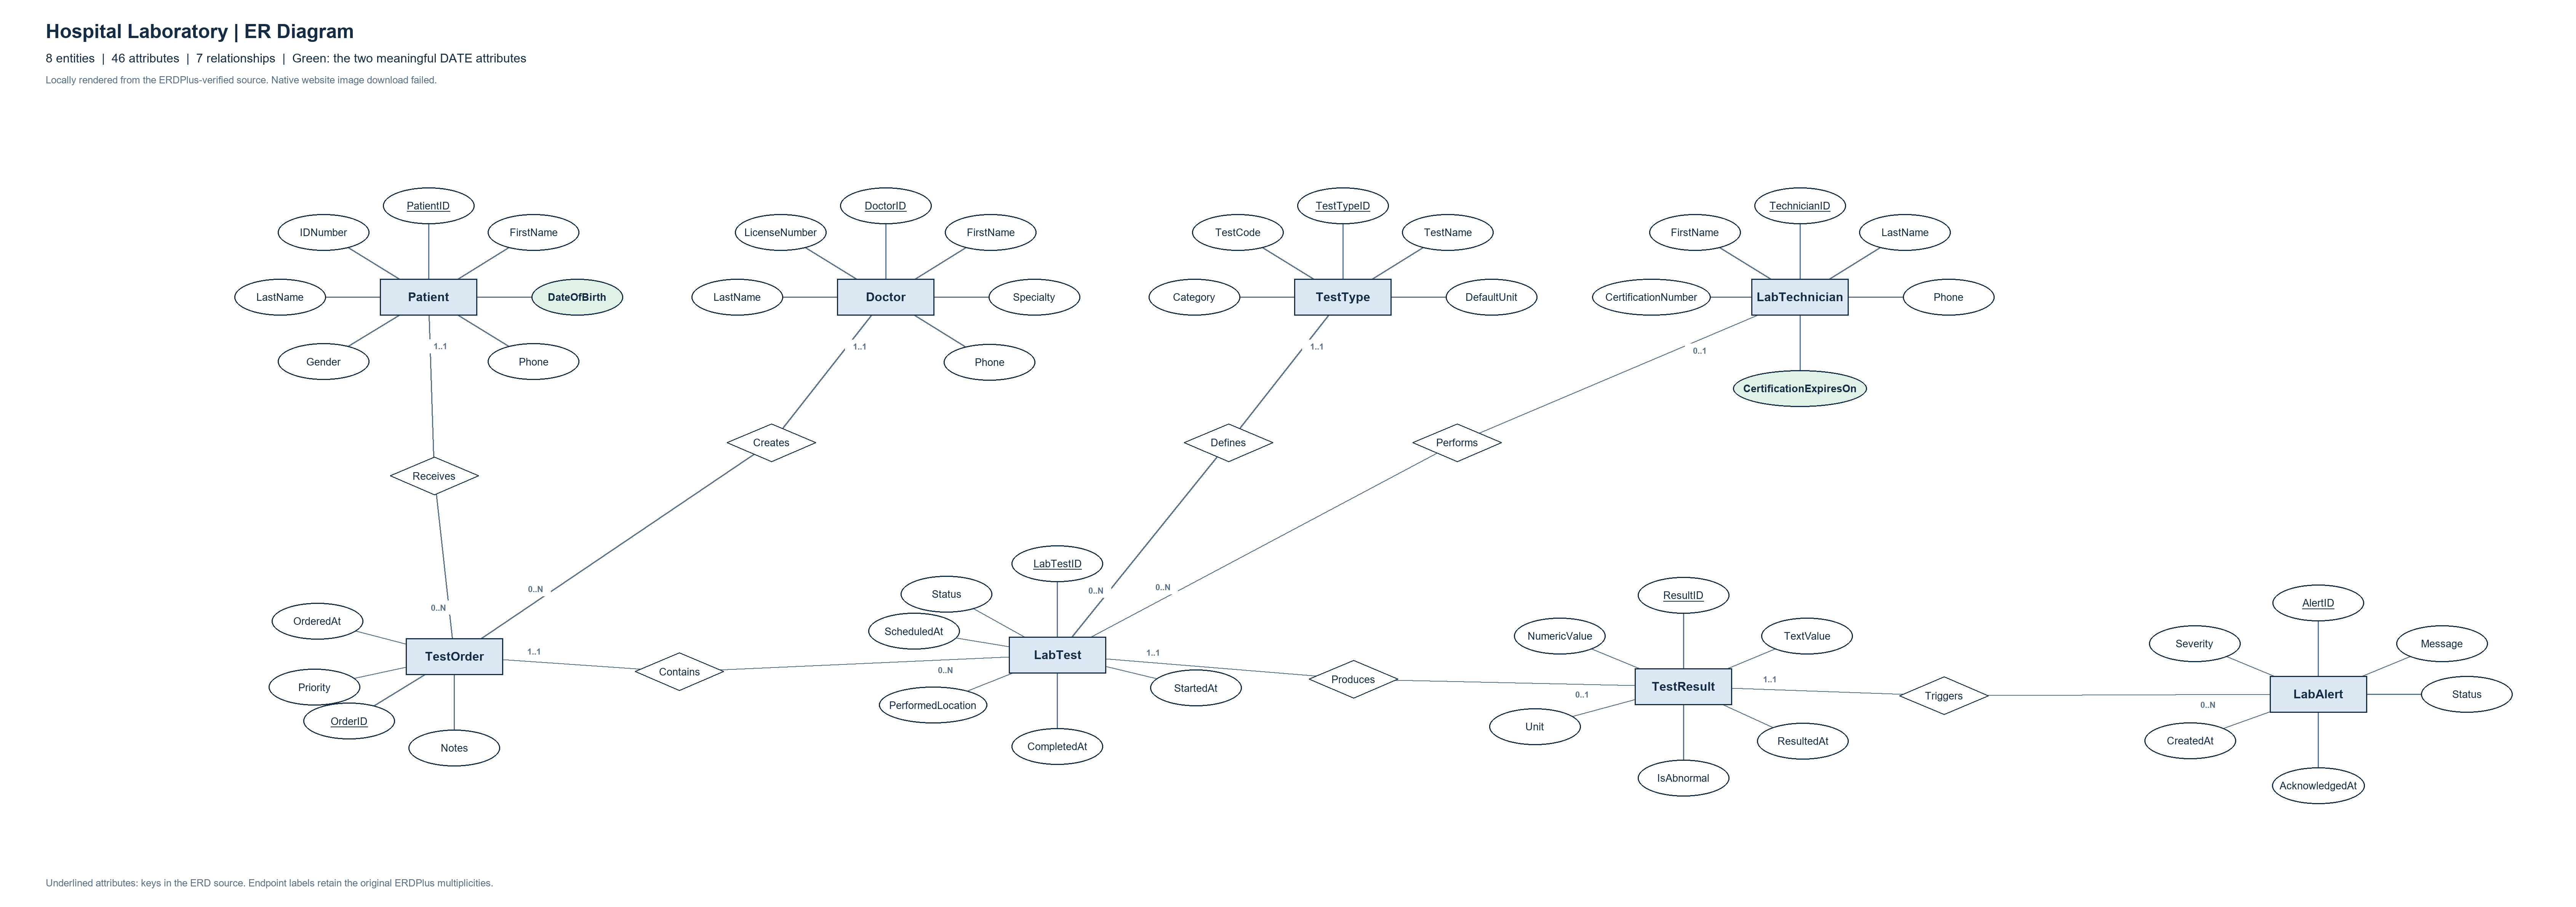 Hospital Laboratory | ER Diagram
8 entities | 46 attributes | 7 relationships | Green: the two meaningful DATE attributes
Locally rendered from the ERDPlus-verified source. Native website image download failed.
PatientID
DoctorID
TestTypeID
TechnicianID
IDNumber
FirstName
LicenseNumber
FirstName
TestCode
TestName
FirstName
LastName
LastName
Patient
DateOfBirth
LastName
Doctor
Specialty
Category
TestType
DefaultUnit
CertificationNumber
LabTechnician
Phone
1..1
1..1
1..1
0..1
Gender
Phone
Phone
CertificationExpiresOn
Creates
Defines
Performs
Receives
LabTestID
0..N
0..N
0..N
Status
ResultID
AlertID
0..N
OrderedAt
ScheduledAt
NumericValue
TextValue
Severity
Message
TestOrder
1..1
LabTest
1..1
Contains
0..N
Produces
1..1
Priority
StartedAt
TestResult
0..1
Triggers
LabAlert
Status
PerformedLocation
0..N
OrderID
Unit
ResultedAt
CreatedAt
Notes
CompletedAt
IsAbnormal
AcknowledgedAt
Underlined attributes: keys in the ERD source. Endpoint labels retain the original ERDPlus multiplicities.